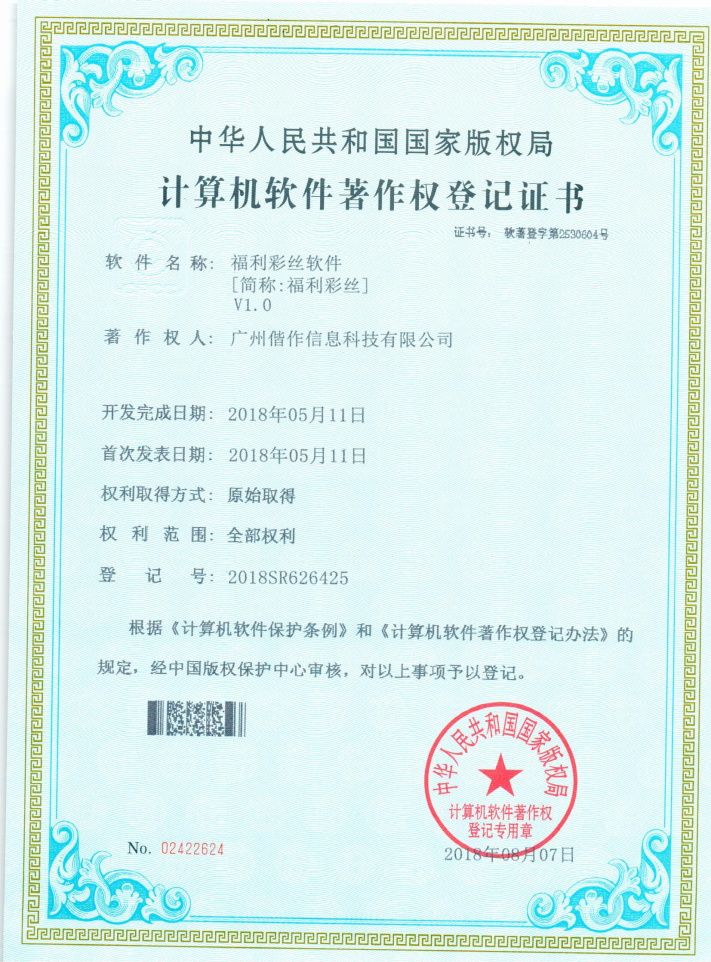 中华人民共和国国家版权局
计算机软件著作权登记证书
证书号： 软著登字第2530604号
软件名称： 福利彩丝软件
[简称:福利彩丝]
V1.0
著作权人： 广州偕作信息科技有限公司
开发完成日期： 2018年05月11日
首次发表日期： 2018年05月11日
权利取得方式： 原始取得
权利范围： 全部权利
登记号： 2018SR626425
根据《计算机软件保护条例》和《计算机软件著作权登记办法》的
规定，经中国版权保护中心审核，对以上事项予以登记。
中华人民共和国国家版权局
计算机软件著作权
登记专用章
No. 02422624
2018年08月07日